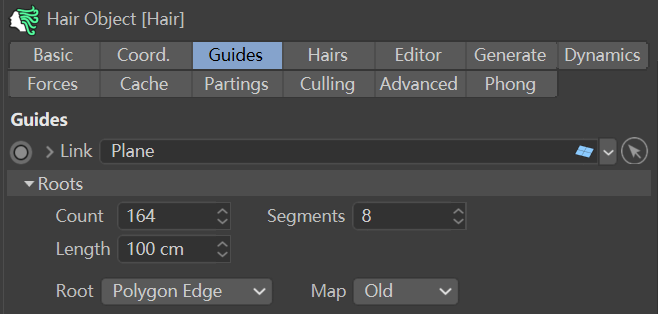 Hair Object [Hair]
Basic Coord. Guides Hairs Editor Generate Dynamics
Forces Cache Partings Culling Advanced Phong
Guides
Link Plane
Roots
Count 164 Segments 8
Length 100 cm
Root Polygon Edge Map Old